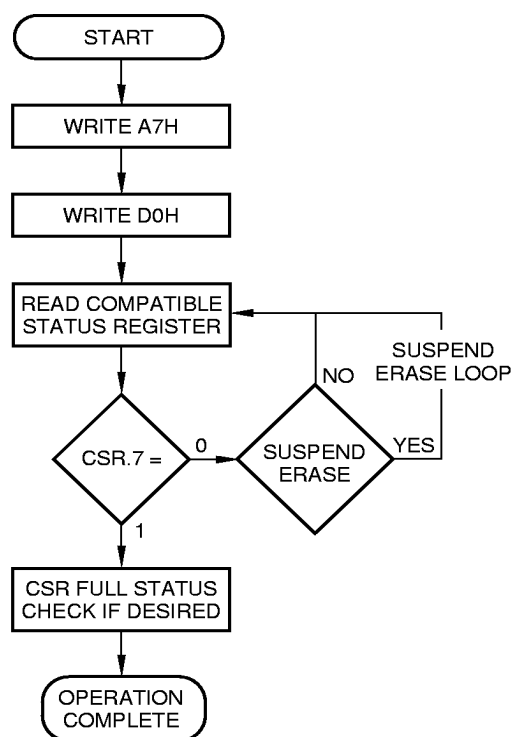 START
WRITE A7H
WRITE D0H
READ COMPATIBLE
STATUS REGISTER
SUSPEND
ERASE LOOP
NO
CSR.7 =
0
SUSPEND
ERASE
YES
1
CSR FULL STATUS
CHECK IF DESIRED
OPERATION
COMPLETE